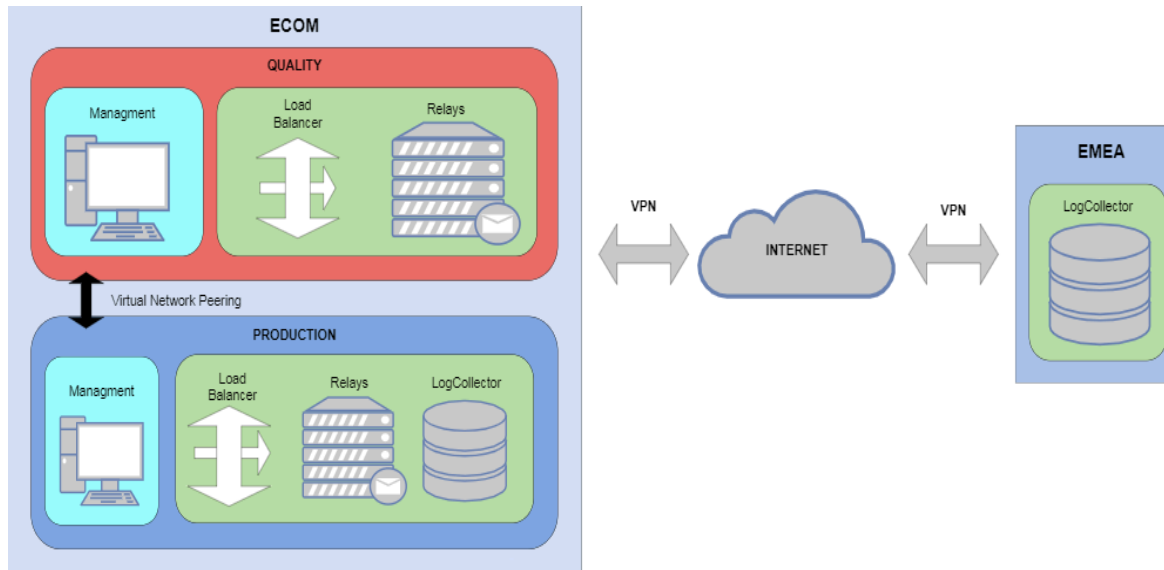 ECOM
QUALITY
Managment
Load
Balancer
Relays
Virtual Network Peering
PRODUCTION
Managment
Load
Balancer
Relays
LogCollector
VPN
INTERNET
VPN
EMEA
LogCollector